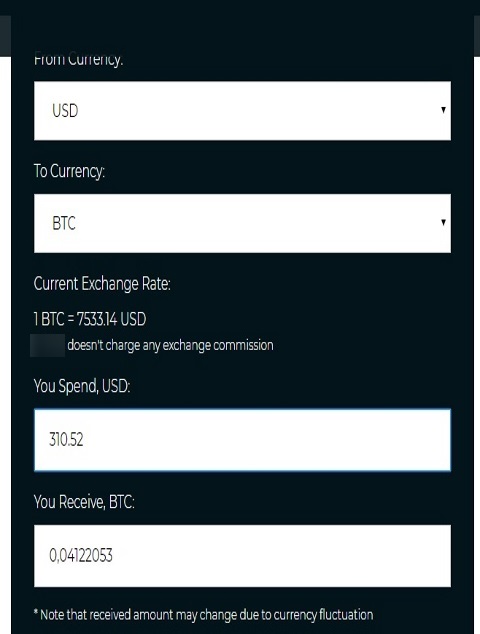 From Currency:
USD
To Currency:
BTC
Current Exchange Rate:
1 BTC = 7533.14 USD
doesn't charge any exchange commission
You Spend, USD:
310.52
You Receive, BTC:
0,04122053
* Note that received amount may change due to currency fluctuation